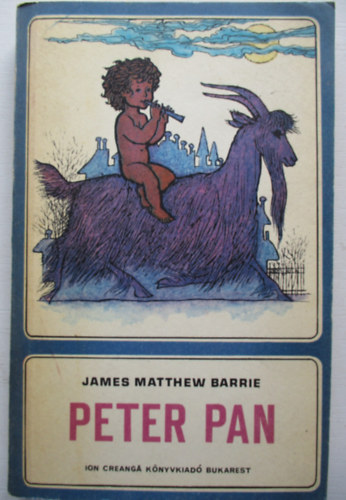 JAMES MATTHEW BARRIE
PETER PAN
ION CREANGĂ KÖNYVKIADÓ BUKAREST